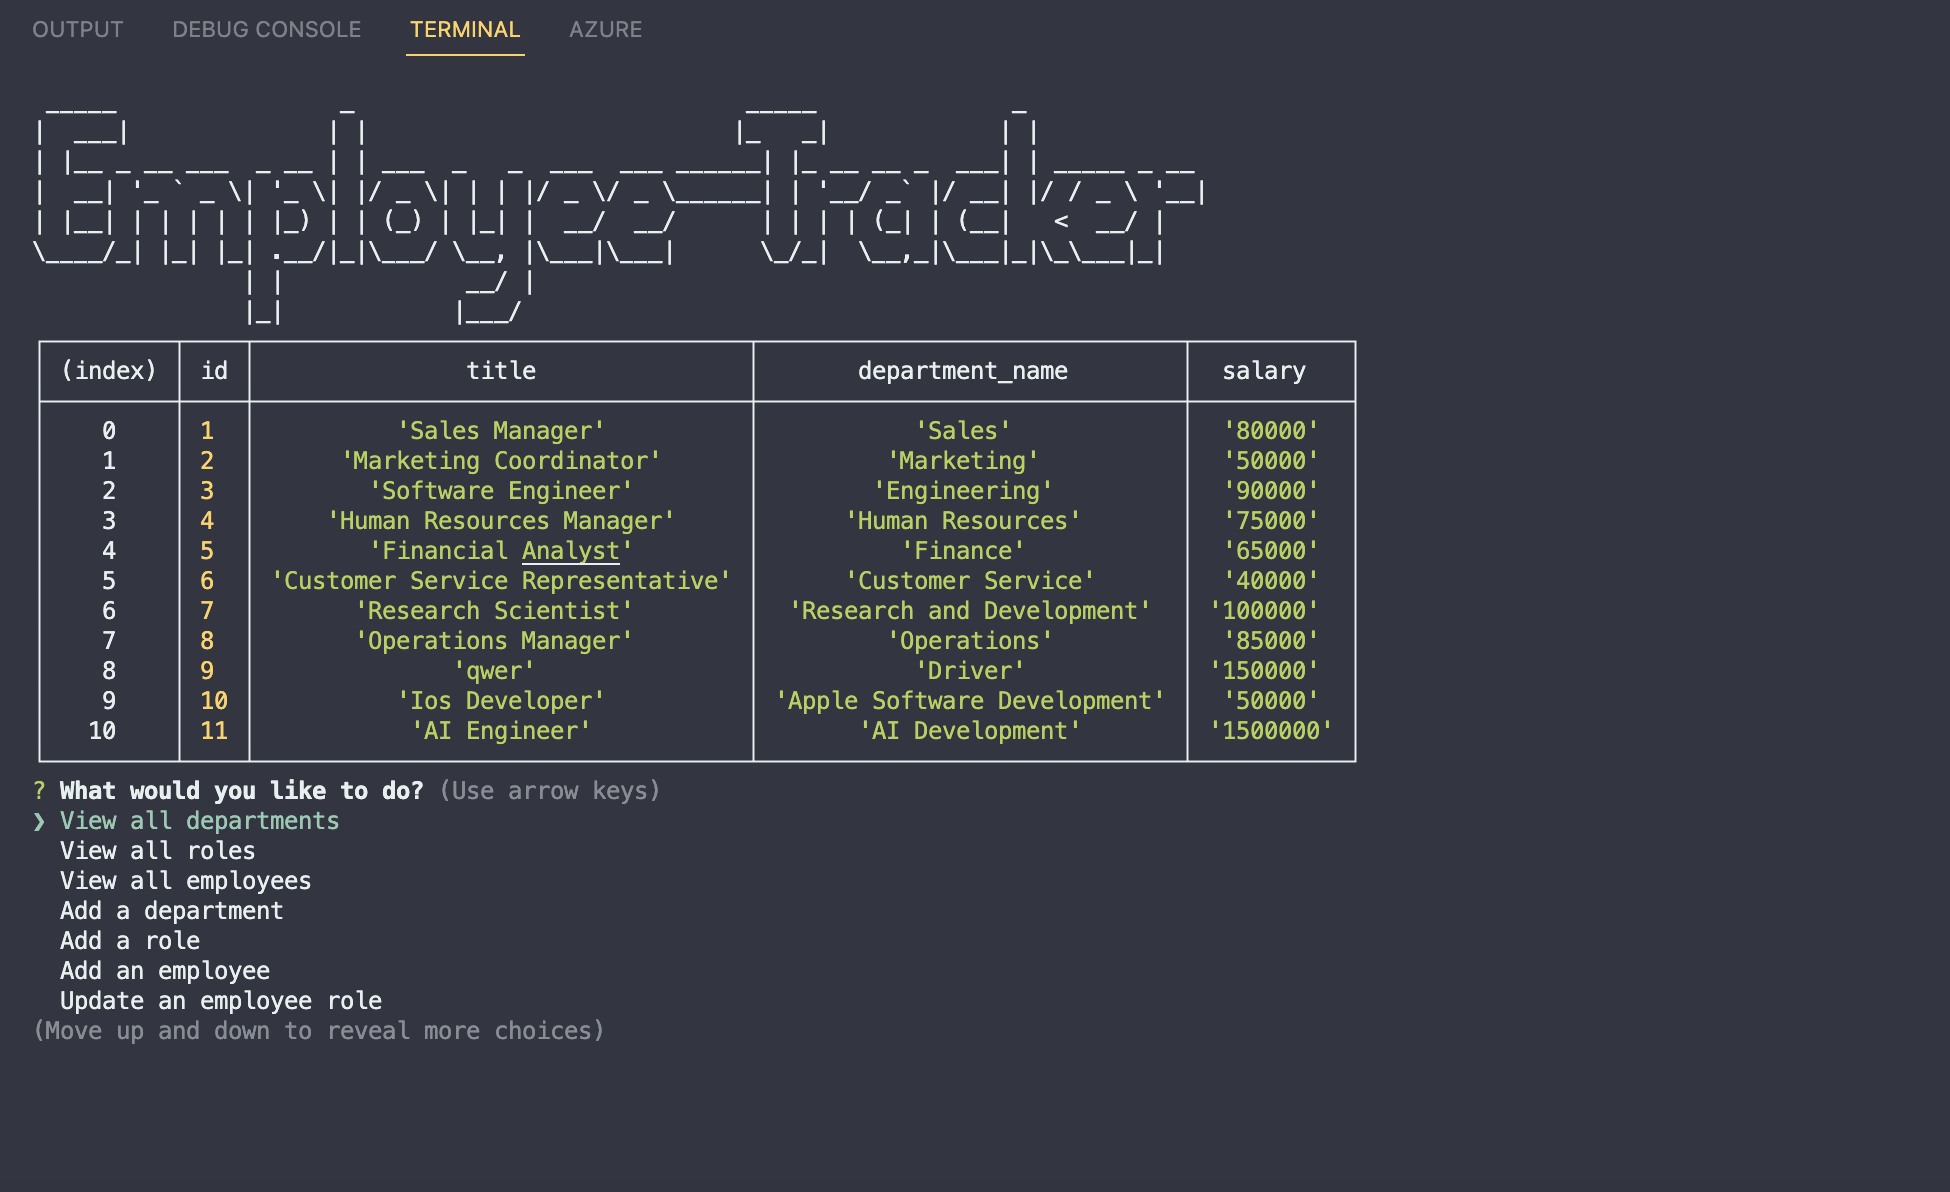 OUTPUT DEBUG CONSOLE TERMINAL AZURE
Employee-Tracker
(index) id title department_name salary
0 1 'Sales Manager' 'Sales' '80000'
1 2 'Marketing Coordinator' 'Marketing' '50000'
2 3 'Software Engineer' 'Engineering' '90000'
3 4 'Human Resources Manager' 'Human Resources' '75000'
4 5 'Financial Analyst' 'Finance' '65000'
5 6 'Customer Service Representative' 'Customer Service' '40000'
6 7 'Research Scientist' 'Research and Development' '100000'
7 8 'Operations Manager' 'Operations' '85000'
8 9 'qwer' 'Driver' '150000'
9 10 'Ios Developer' 'Apple Software Development' '50000'
10 11 'AI Engineer' 'AI Development' '1500000'
? What would you like to do? (Use arrow keys)
❯ View all departments
View all roles
View all employees
Add a department
Add a role
Add an employee
Update an employee role
(Move up and down to reveal more choices)